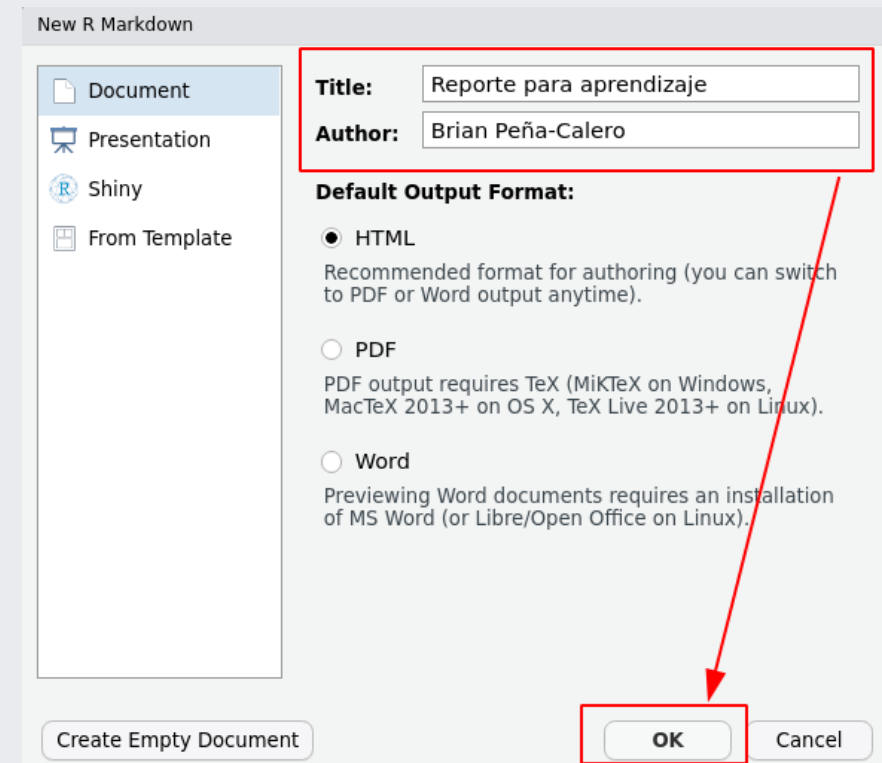 New R Markdown
Document
Presentation
Shiny
From Template
Title: Reporte para aprendizaje
Author: Brian Peña-Calero
Default Output Format:
HTML
Recommended format for authoring (you can switch
to PDF or Word output anytime).
PDF
PDF output requires TeX (MiKTeX on Windows,
MacTeX 2013+ on OS X, TeX Live 2013+ on Linux).
Word
Previewing Word documents requires an installation
of MS Word (or Libre/Open Office on Linux).
Create Empty Document
OK
Cancel